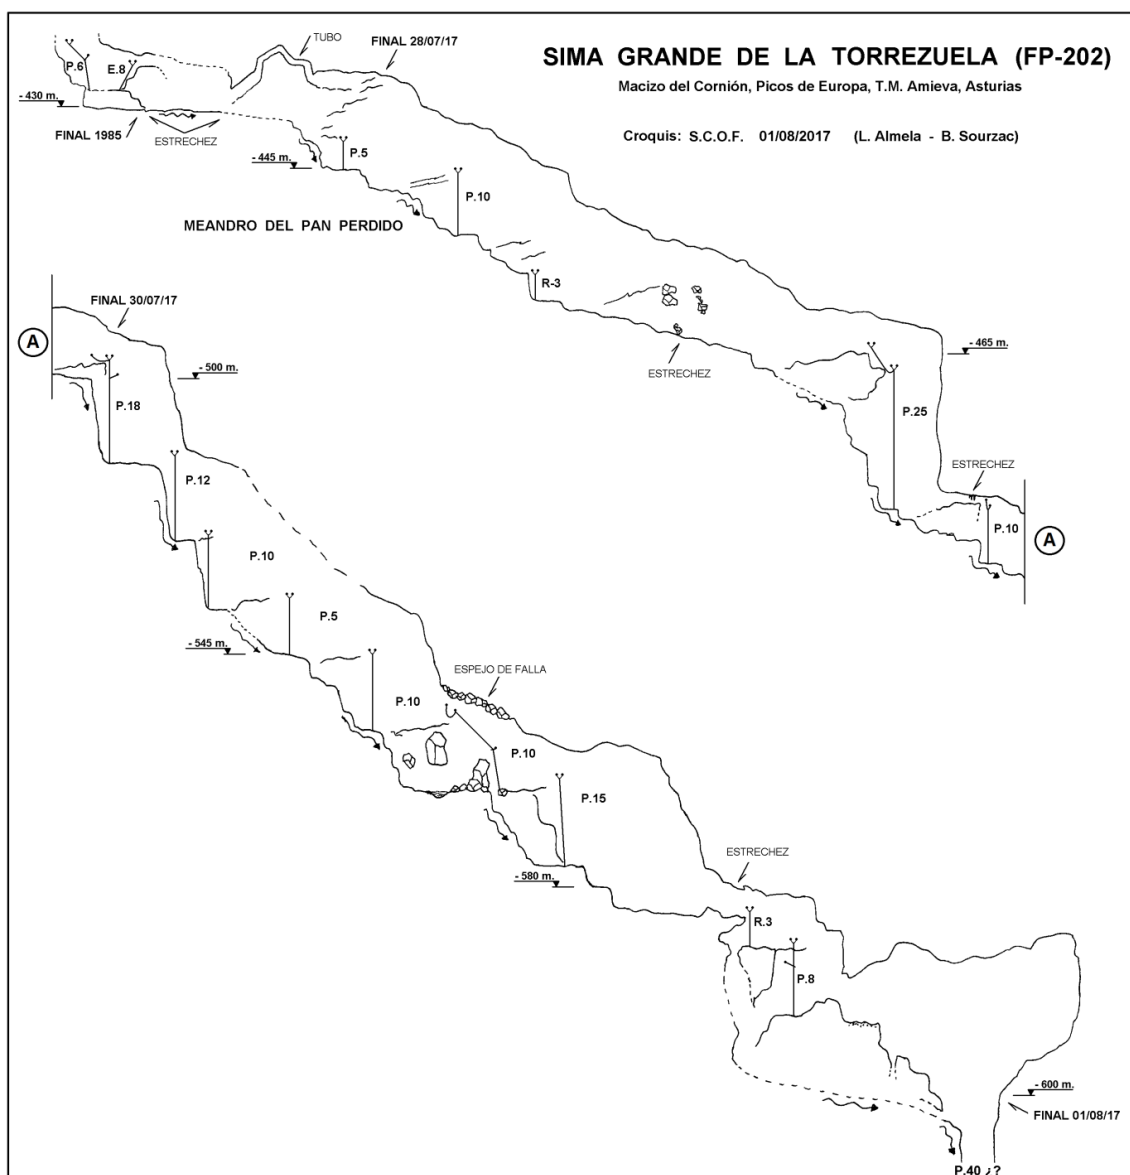 SIMA GRANDE DE LA TORREZUELA (FP-202)
Macizo del Cornión, Picos de Europa, T.M. Amieva, Asturias
Croquis: S.C.O.F. 01/08/2017 (L. Almela - B. Sourzac)
TUBO
FINAL 28/07/17
P.6
E.8
- 430 m.
FINAL 1985
ESTRECHEZ
- 445 m.
P.5
P.10
MEANDRO DEL PAN PERDIDO
R-3
ESTRECHEZ
- 465 m.
P.25
ESTRECHEZ
P.10
A
FINAL 30/07/17
A
- 500 m.
P.18
P.12
P.10
P.5
- 545 m.
ESPEJO DE FALLA
P.10
P.10
P.15
- 580 m.
ESTRECHEZ
R.3
P.8
- 600 m.
FINAL 01/08/17
P.40 ¿?